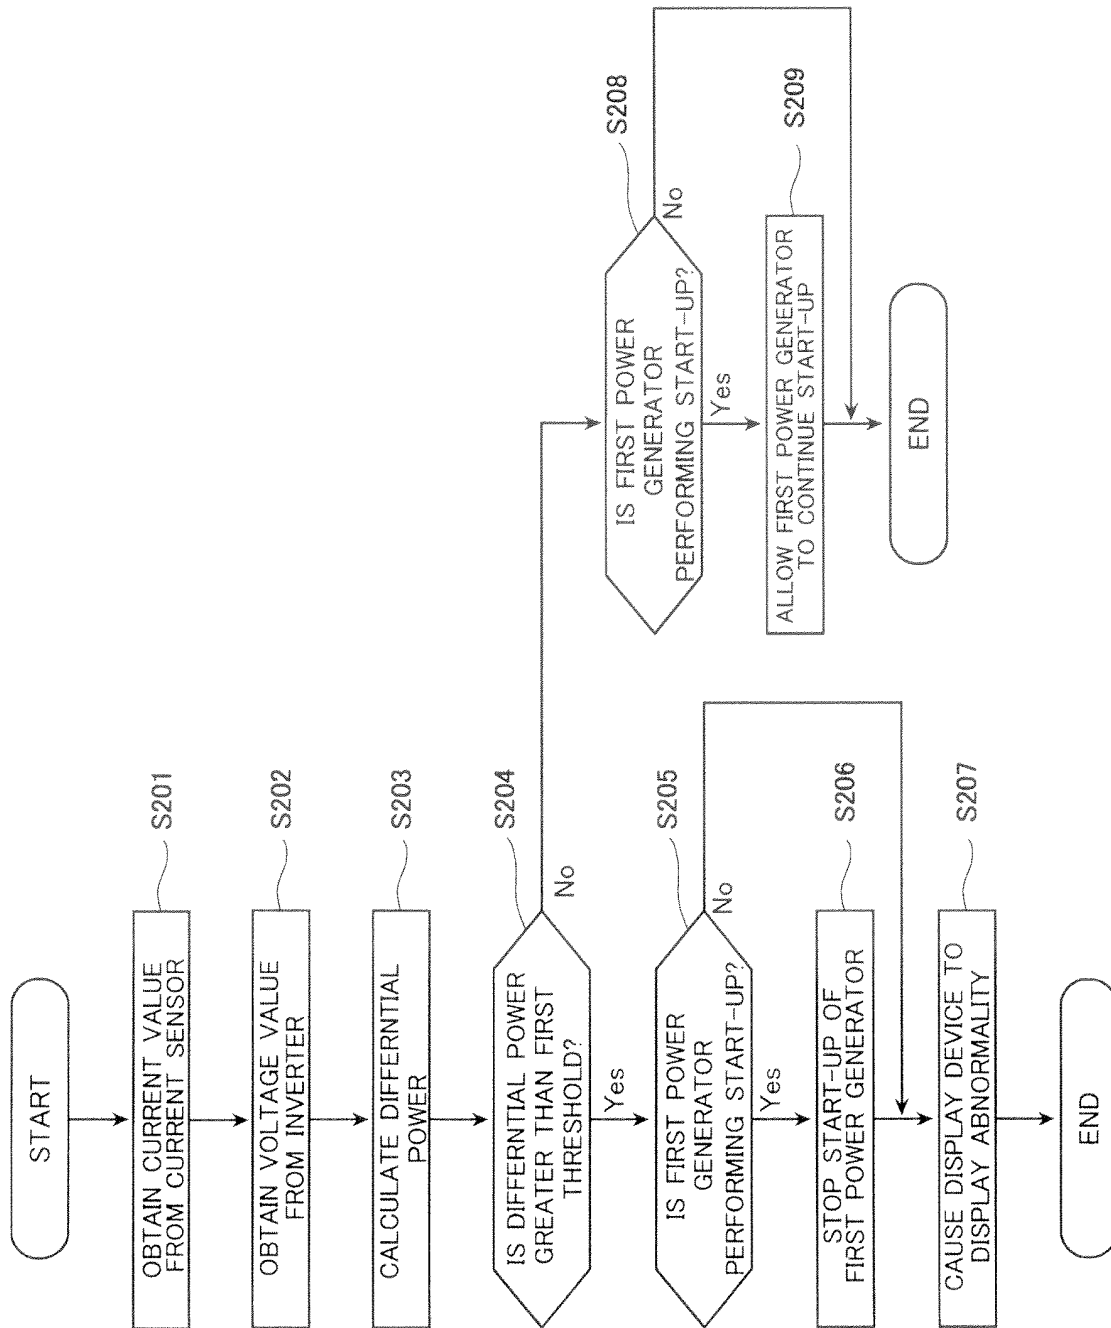 START
OBTAIN CURRENT VALUE
FROM CURRENT SENSOR
S201
OBTAIN VOLTAGE VALUE
FROM INVERTER
S202
CALCULATE DIFFERNTIAL
POWER
S203
IS DIFFERNTIAL POWER
GREATER THAN FIRST
THRESHOLD?
S204
No
Yes
IS FIRST POWER
GENERATOR
PERFORMING START-UP?
S205
No
Yes
STOP START-UP OF
FIRST POWER GENERATOR
S206
CAUSE DISPLAY DEVICE TO
DISPLAY ABNORMALITY
S207
END
IS FIRST POWER
GENERATOR
PERFORMING START-UP?
S208
No
Yes
ALLOW FIRST POWER GENERATOR
TO CONTINUE START-UP
S209
END